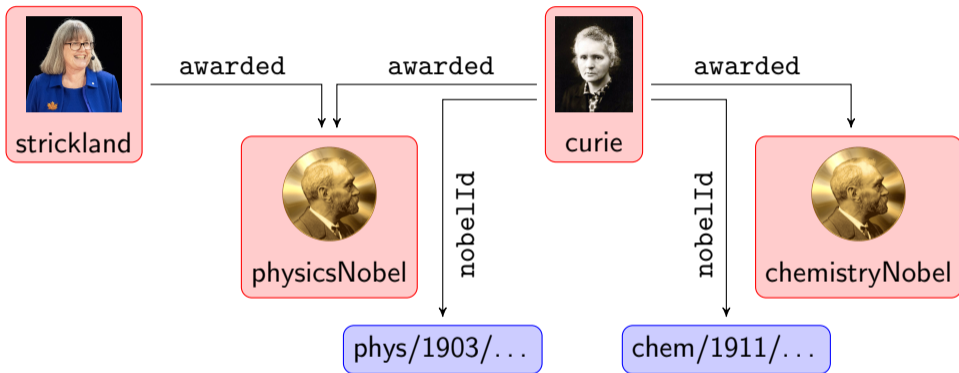 awarded
awarded
awarded
strickland
curie
nobelId
nobelId
physicsNobel
chemistryNobel
phys/1903/...
chem/1911/...